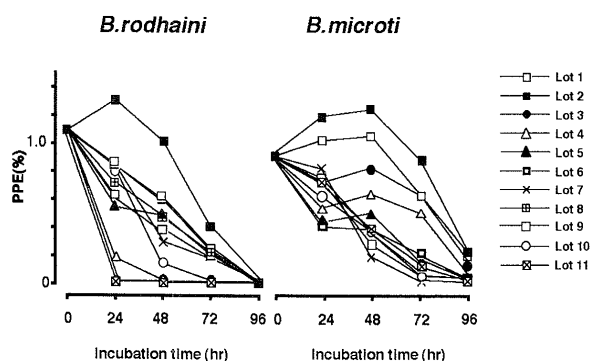 B.rodhaini
B.microti
PPE(%)
1.0
0
0 24 48 72 96
0 24 48 72 96
Incubation time (hr)
Incubation time (hr)
Lot 1
Lot 2
Lot 3
Lot 4
Lot 5
Lot 6
Lot 7
Lot 8
Lot 9
Lot 10
Lot 11